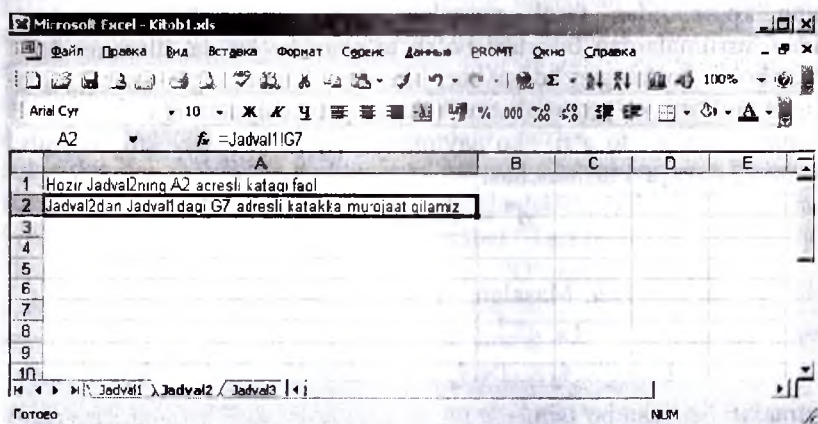 Microsoft Excel - Kitob1.xls
Файл Правка Вид Вставка Формат Сервис Данные PROMT Окно Справка
100%
Arial Cyr 10 Ж К Ч % 000
A2 fx =Jadval1!G7
A B C D E
1 Hozir Jadval2ning A2 adresli katagi faol
2 Jadval2dan Jadval1dagi G7 adresli katakka murojaat qilamiz
3
4
5
6
7
8
9
10
Jadval1 Jadval2 Jadval3
Готово NUM